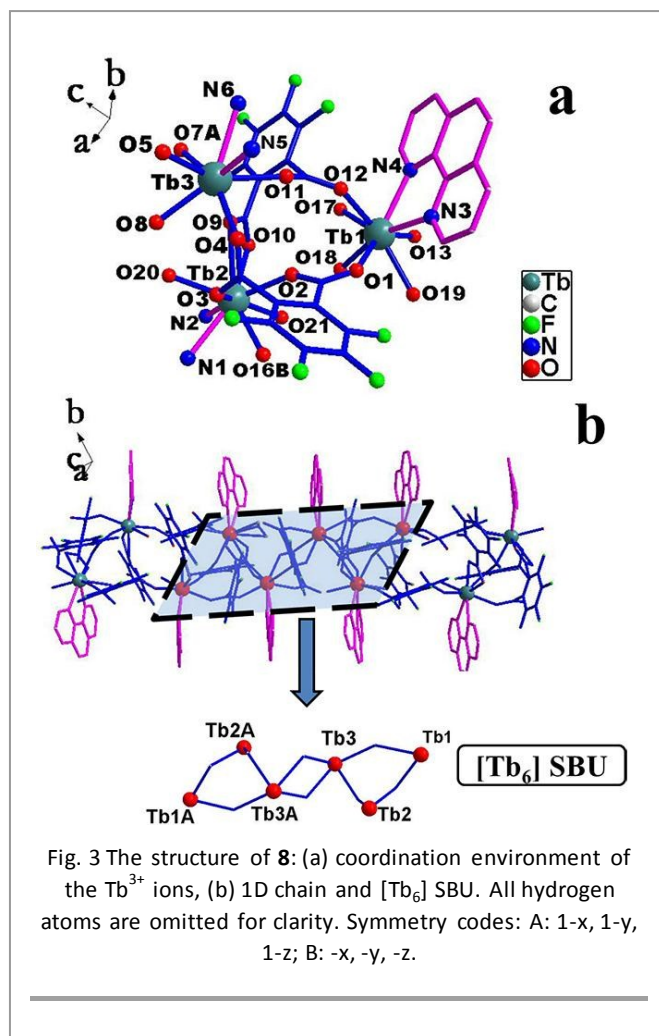 a
b
c
b
a
N6
O7A
N5
O5
Tb3
O11
O12
N4
O17
N3
O8
O9
O4
O10
Tb1
O13
O18
O20
Tb2
O2
O1
O19
O3
N2
O21
N1
O16B
Tb
C
F
N
O
b
b
c
a
Tb2A
Tb3
Tb1
[Tb6] SBU
Tb1A
Tb3A
Tb2
Fig. 3 The structure of 8: (a) coordination environment of
the Tb³⁺ ions, (b) 1D chain and [Tb₆] SBU. All hydrogen
atoms are omitted for clarity. Symmetry codes: A: 1-x, 1-y,
1-z; B: -x, -y, -z.